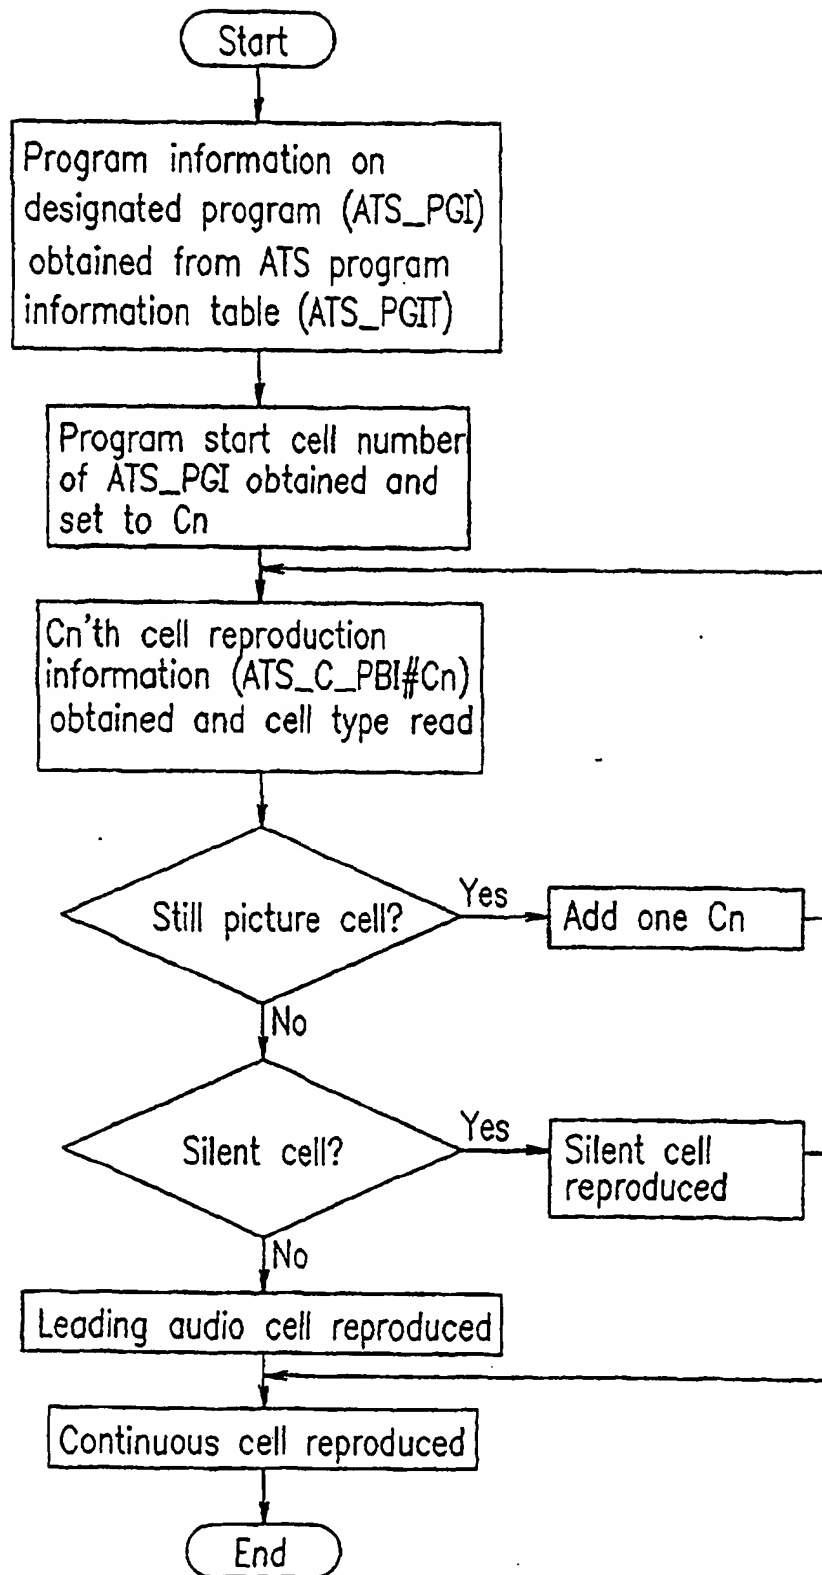 Start
Program information on
designated program (ATS_PGI)
obtained from ATS program
information table (ATS_PGIT)
Program start cell number
of ATS_PGI obtained and
set to Cn
Cn'th cell reproduction
information (ATS_C_PBI#Cn)
obtained and cell type read
Still picture cell?
Yes
Add one Cn
No
Silent cell?
Yes
Silent cell
reproduced
No
Leading audio cell reproduced
Continuous cell reproduced
End